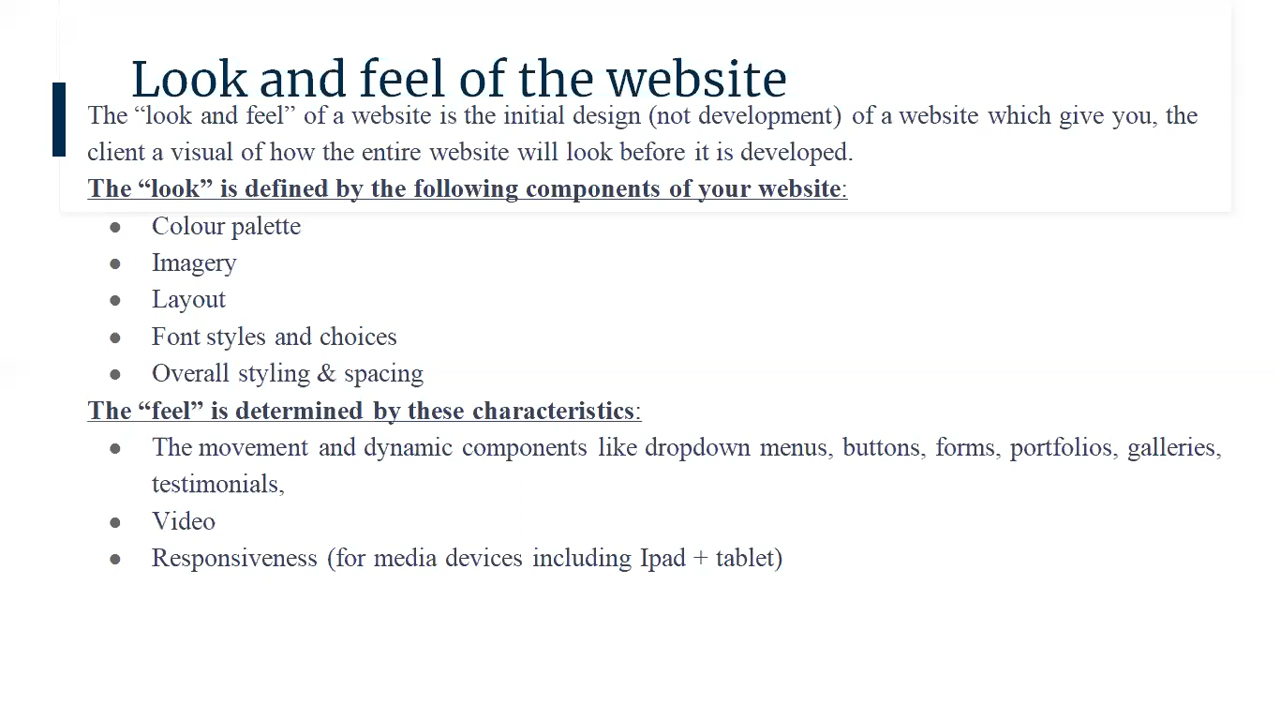 Look and feel of the website
The “look and feel” of a website is the initial design (not development) of a website which give you, the
client a visual of how the entire website will look before it is developed.
The “look” is defined by the following components of your website:
● Colour palette
● Imagery
● Layout
● Font styles and choices
● Overall styling & spacing
The “feel” is determined by these characteristics:
● The movement and dynamic components like dropdown menus, buttons, forms, portfolios, galleries,
testimonials,
● Video
● Responsiveness (for media devices including Ipad + tablet)